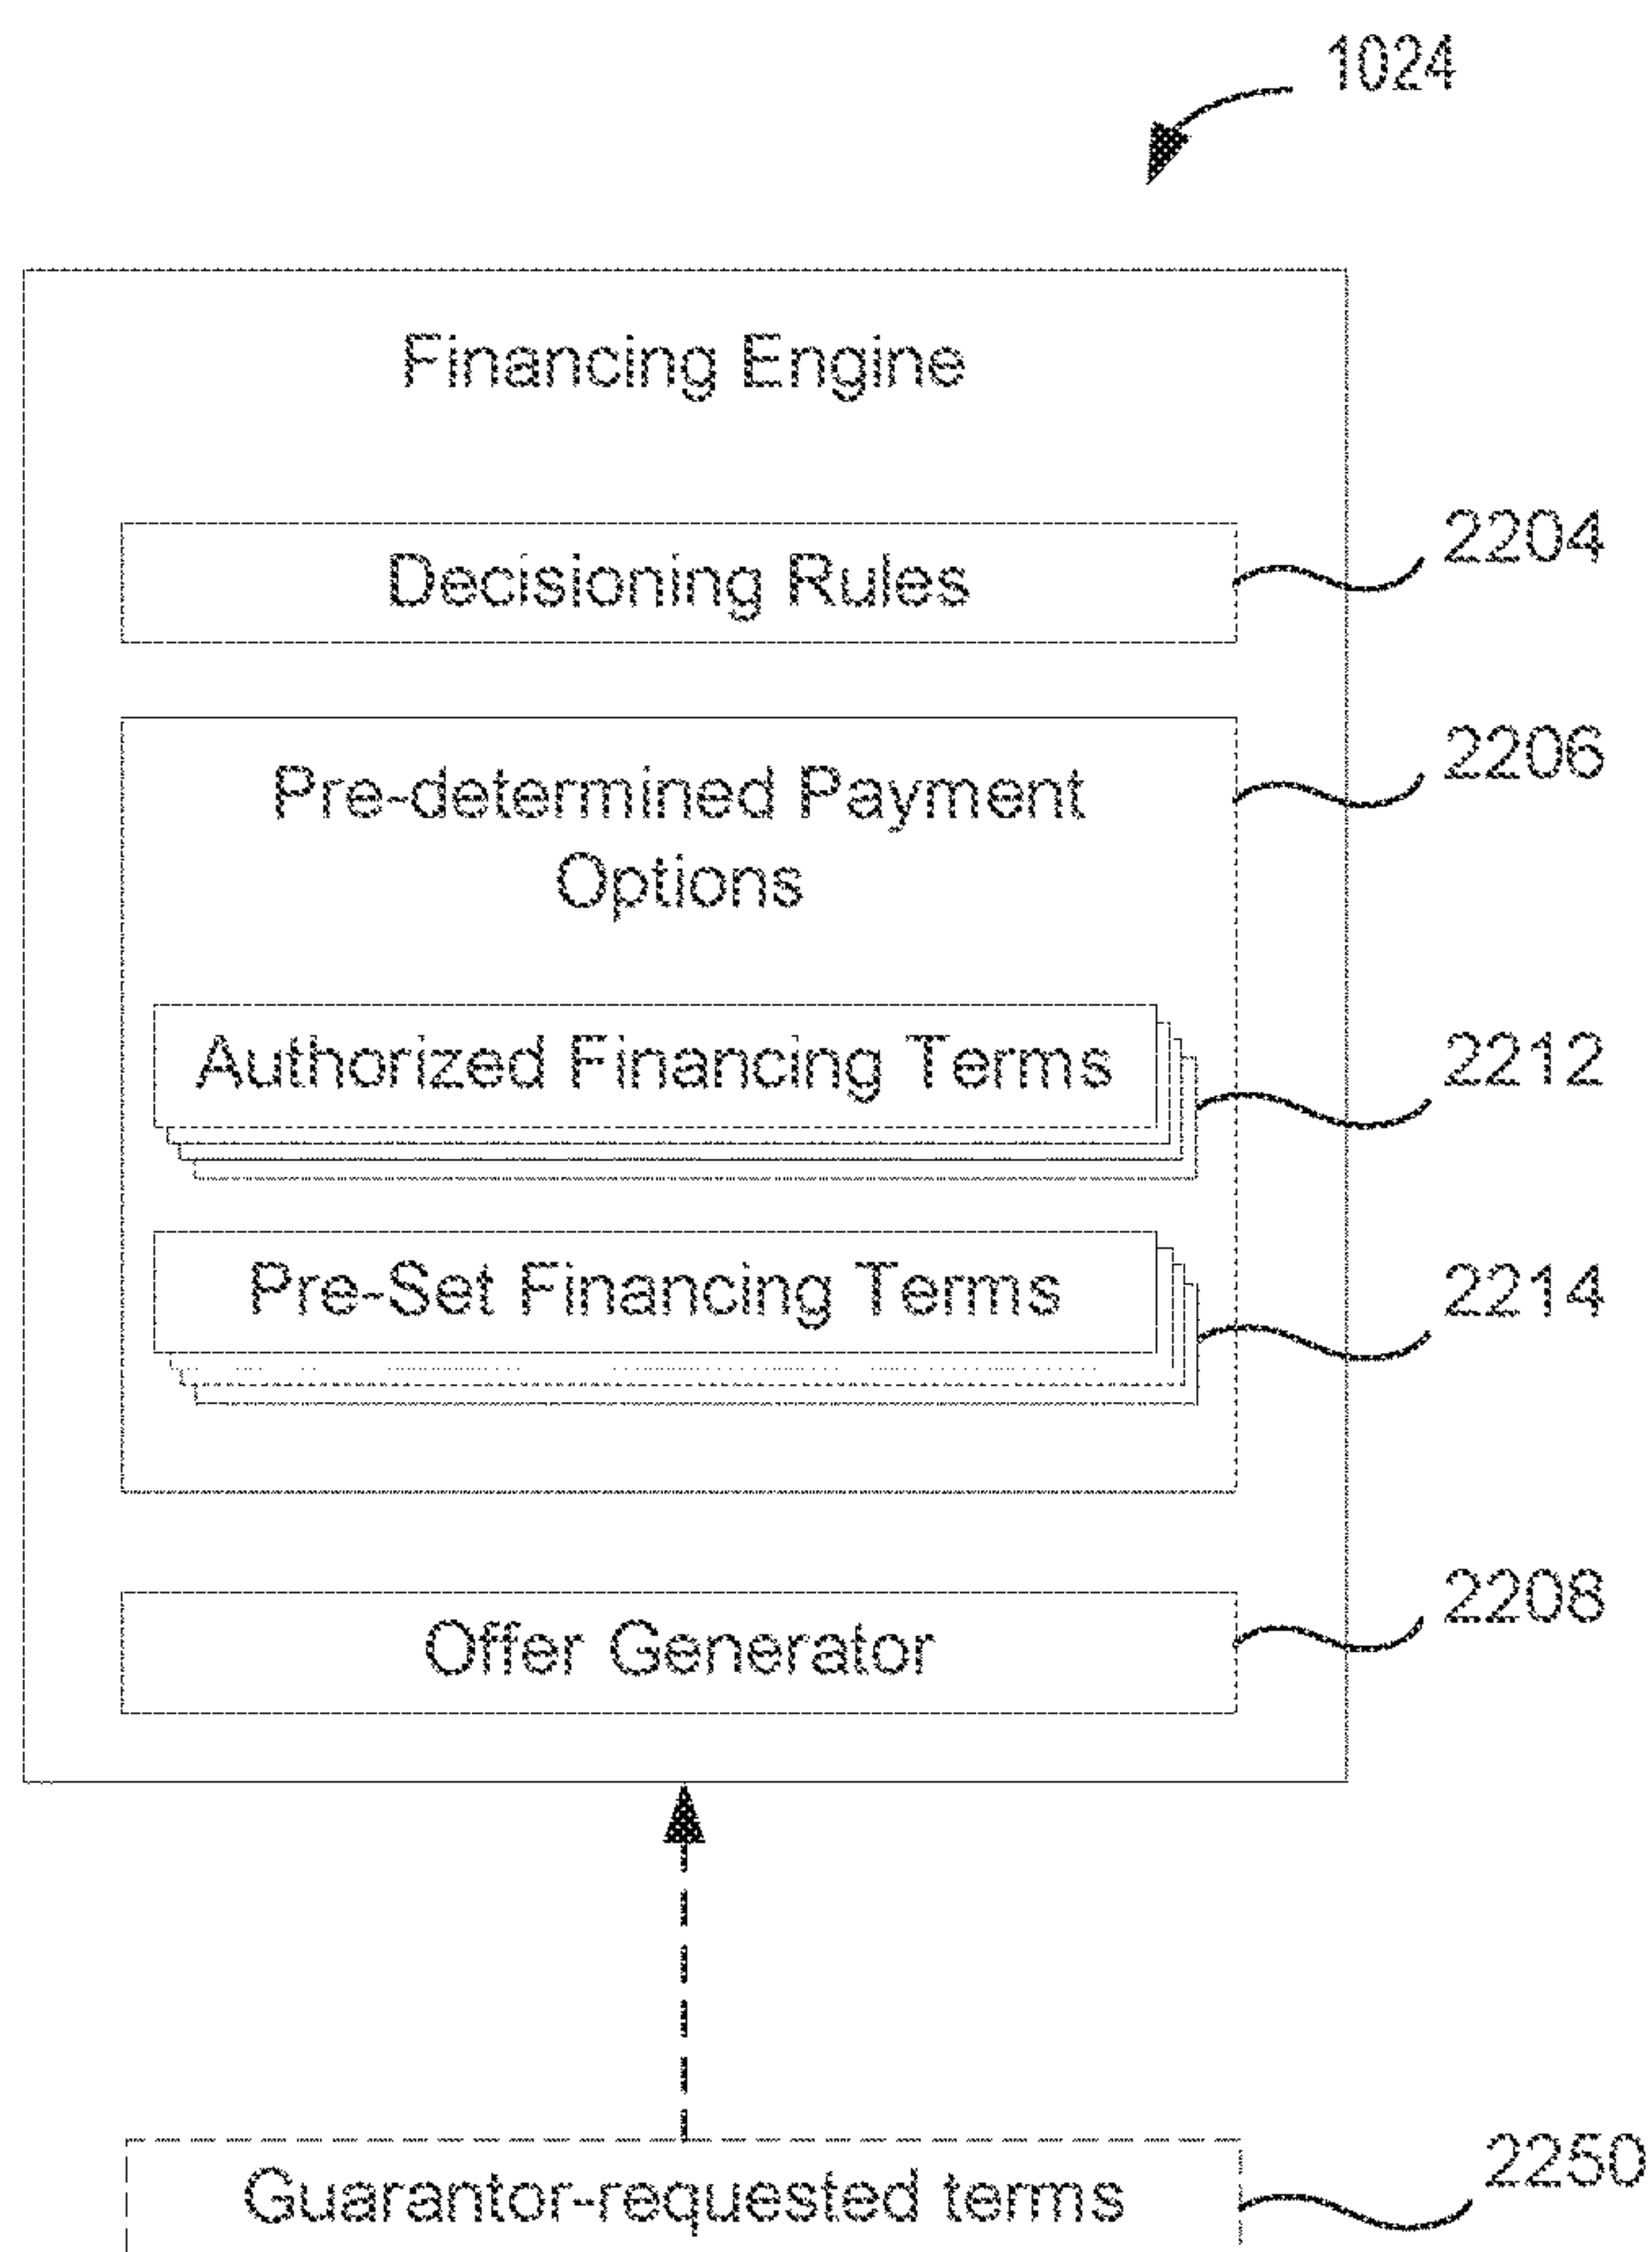 1024
Financing Engine
Decisioning Rules
2204
Pre-determined Payment
Options
2206
Authorized Financing Terms
2212
Pre-Set Financing Terms
2214
Offer Generator
2208
Guarantor-requested terms
2250